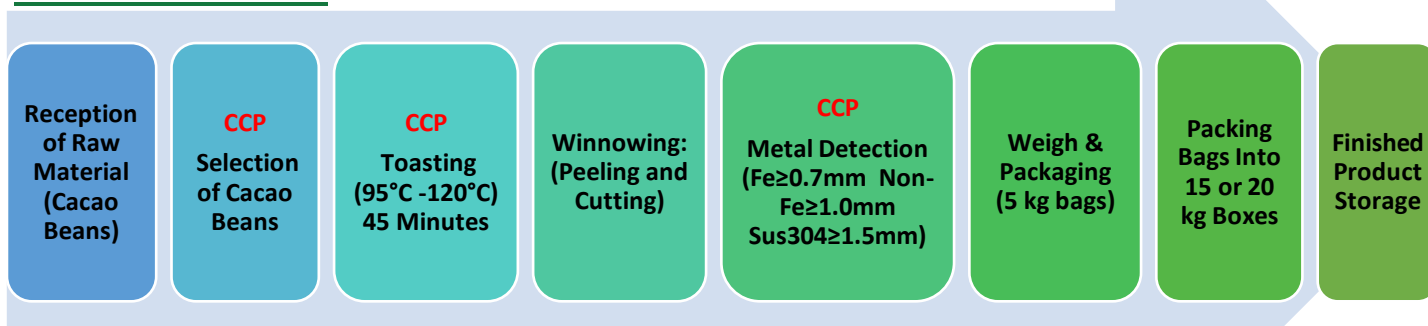 Reception
of Raw
Material
(Cacao
Beans)
CCP
Selection
of Cacao
Beans
CCP
Toasting
(95°C -120°C)
45 Minutes
Winnowing:
(Peeling and
Cutting)
CCP
Metal Detection
(Fe≥0.7mm  Non-
Fe≥1.0mm
Sus304≥1.5mm)
Weigh &
Packaging
(5 kg bags)
Packing
Bags Into
15 or 20
kg Boxes
Finished
Product
Storage